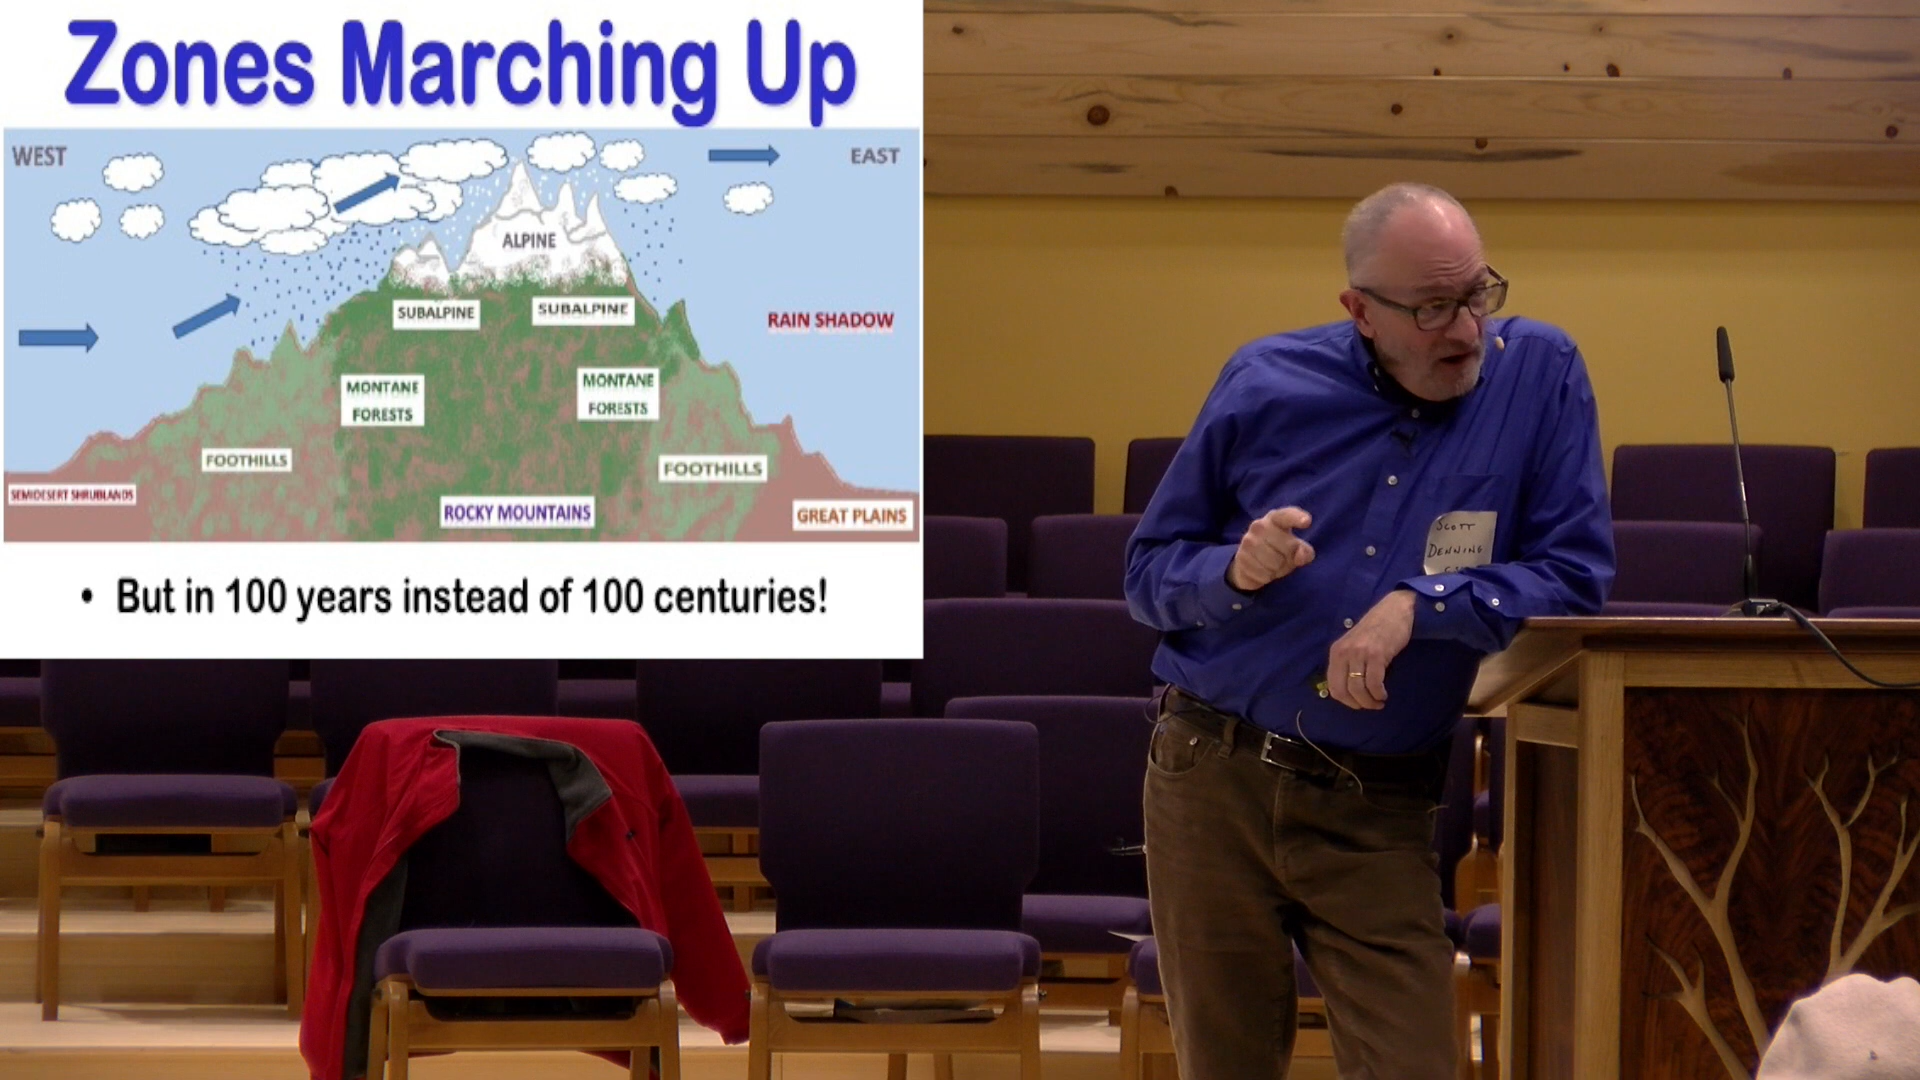 Zones Marching Up
WEST
EAST
ALPINE
SUBALPINE
SUBALPINE
RAIN SHADOW
MONTANE
FORESTS
MONTANE
FORESTS
FOOTHILLS
FOOTHILLS
SEMIDESERT SHRUBLANDS
ROCKY MOUNTAINS
GREAT PLAINS
• But in 100 years instead of 100 centuries!
SCOTT
DENNING